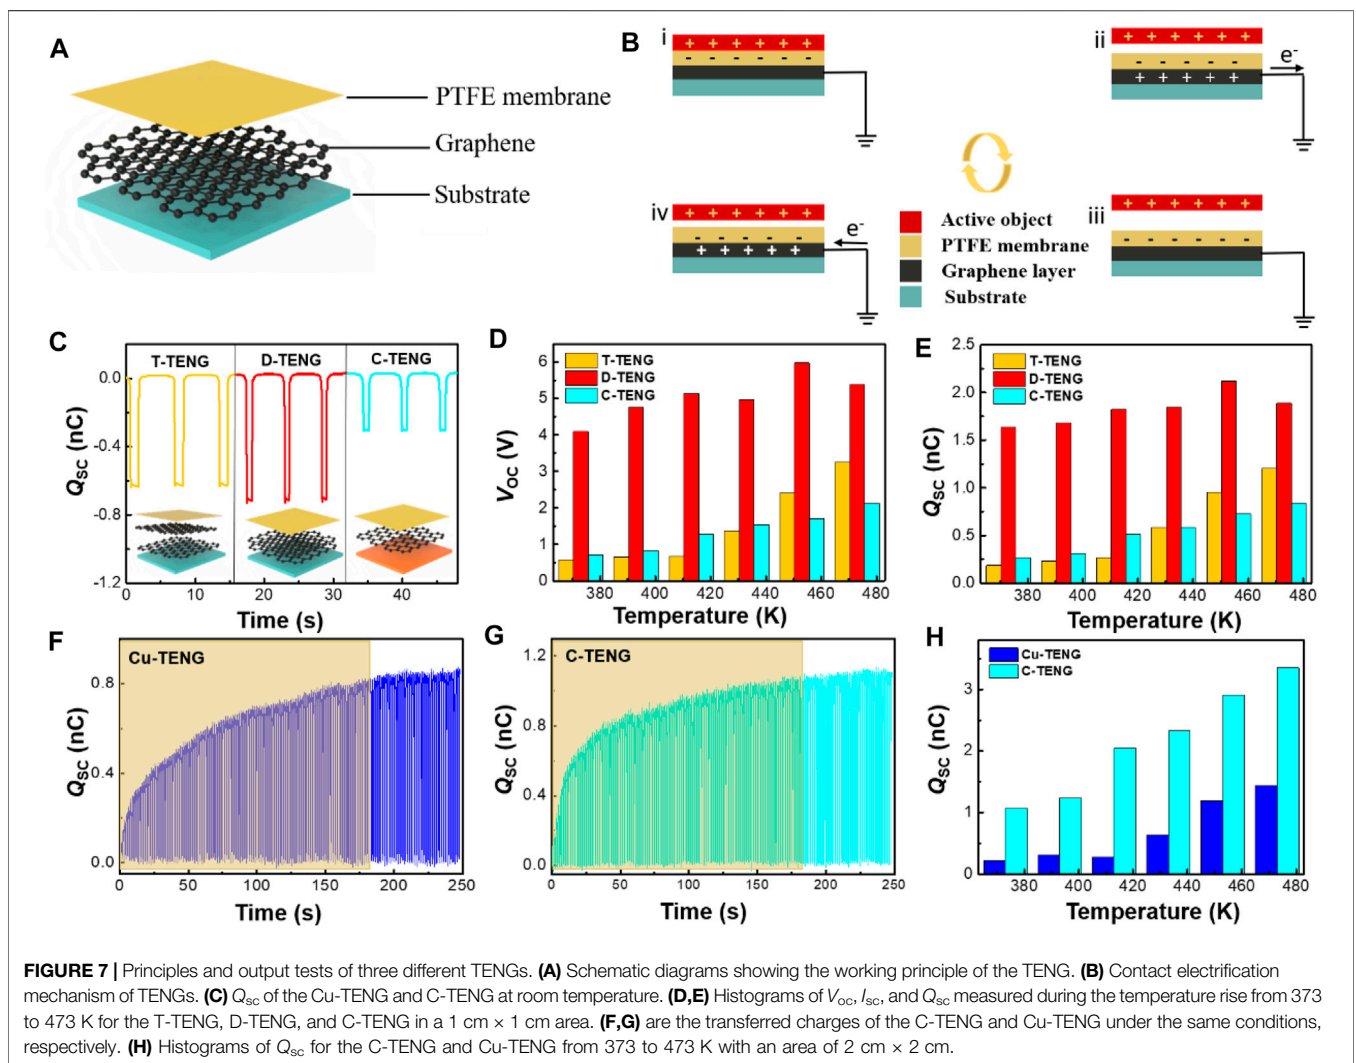 A
PTFE membrane
Graphene
Substrate
B
i
+ + + + + +
- - - - - -
ii
+ + + + + +
- - - - -
+ + + + +
e-
iv
+ + + + + +
- - - - -
+ + + + +
e-
iii
+ + + + + +
- - - - - -
Active object
PTFE membrane
Graphene layer
Substrate
C
T-TENG D-TENG C-TENG
0.0
-0.4
-0.8
-1.2
QSC (nC)
0 10 20 30 40
Time (s)
D
T-TENG
D-TENG
C-TENG
6
5
4
3
2
1
0
VOC (V)
380 400 420 440 460 480
Temperature (K)
E
T-TENG
D-TENG
C-TENG
2.5
2.0
1.5
1.0
0.5
0.0
QSC (nC)
380 400 420 440 460 480
Temperature (K)
F
Cu-TENG
0.8
0.4
0.0
QSC (nC)
0 50 100 150 200 250
Time (s)
G
C-TENG
1.2
0.8
0.4
0.0
QSC (nC)
0 50 100 150 200 250
Time (s)
H
Cu-TENG
C-TENG
3
2
1
0
QSC (nC)
380 400 420 440 460 480
Temperature (K)
FIGURE 7 | Principles and output tests of three different TENGs. (A) Schematic diagrams showing the working principle of the TENG. (B) Contact electrification
mechanism of TENGs. (C) Qsc of the Cu-TENG and C-TENG at room temperature. (D,E) Histograms of Voc, Isc, and Qsc measured during the temperature rise from 373
to 473 K for the T-TENG, D-TENG, and C-TENG in a 1 cm × 1 cm area. (F,G) are the transferred charges of the C-TENG and Cu-TENG under the same conditions,
respectively. (H) Histograms of Qsc for the C-TENG and Cu-TENG from 373 to 473 K with an area of 2 cm × 2 cm.